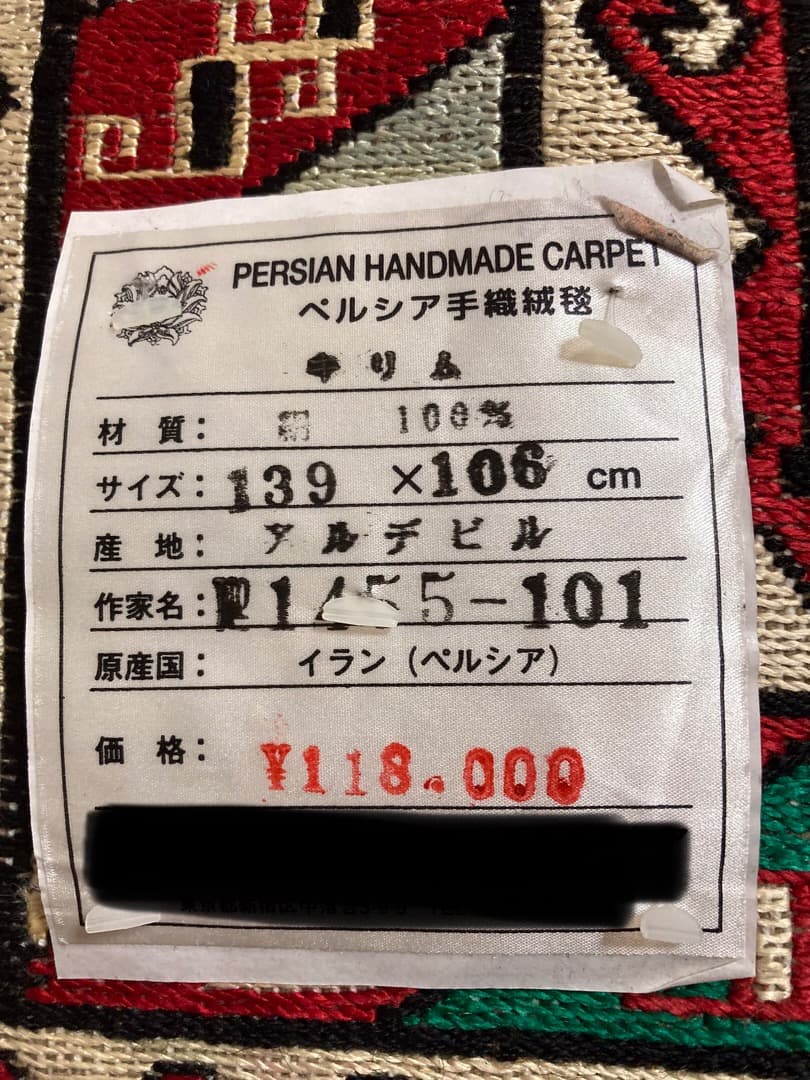 PERSIAN HANDMADE CARPET
ペルシア手織絨毯
キリム
材 質： 100%
サイズ： 139 ×106 cm
産 地： アルデビル
作家名： 1455-101
原産国： イラン（ペルシア）
価 格： ¥118.000